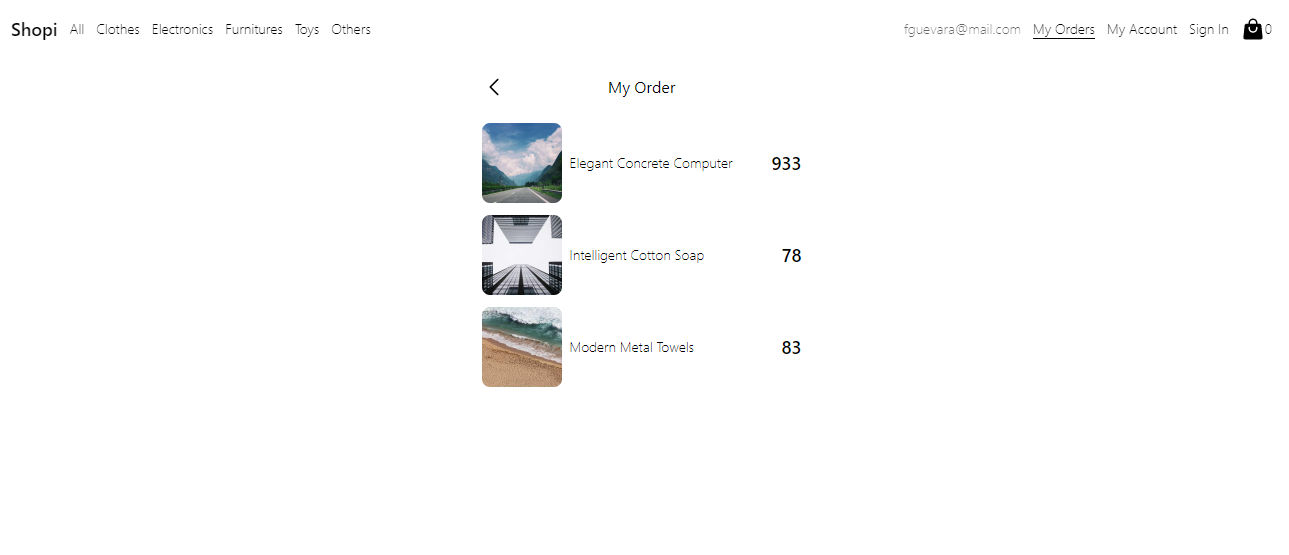 Shopi All Clothes Electronics Furnitures Toys Others fguevara@mail.com My Orders My Account Sign In 0
My Order
Elegant Concrete Computer 933
Intelligent Cotton Soap 78
Modern Metal Towels 83